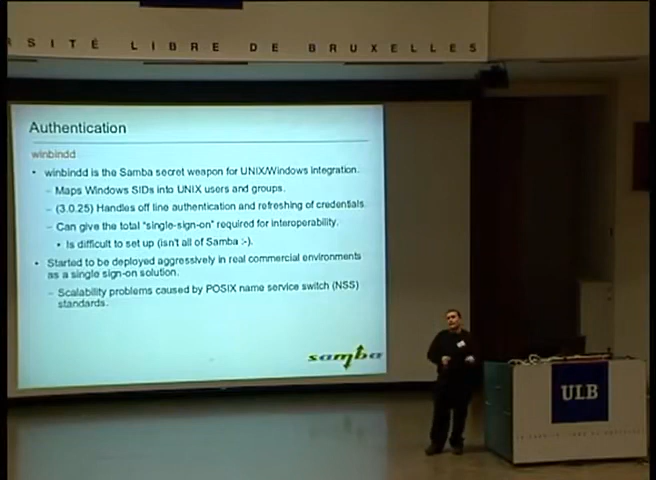 SITÉ LIBRE DE BRUXELLES
Authentication
winbindd
• winbindd is the Samba secret weapon for UNIX/Windows integration.
– Maps Windows SIDs into UNIX users and groups.
– (3.0.25) Handles off line authentication and refreshing of credentials.
– Can give the total "single-sign-on" required for interoperability.
• Is difficult to set up (isn't all of Samba :-).
• Started to be deployed aggressively in real commercial environments
as a single sign-on solution.
– Scalability problems caused by POSIX name service switch (NSS)
standards.
samba
ULB